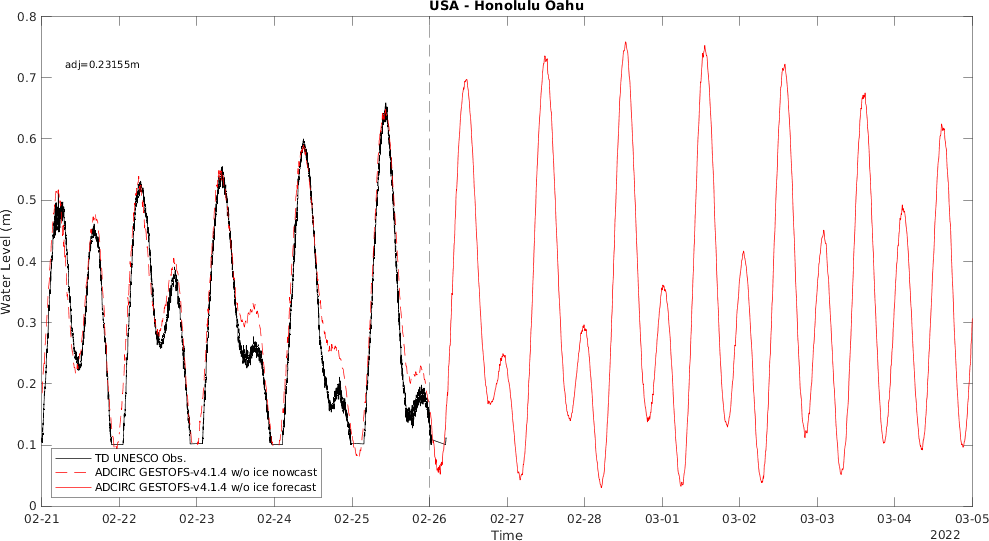 USA - Honolulu Oahu
adj=0.23155m
0.8
0.7
0.6
0.5
0.4
0.3
0.2
0.1
0
Water Level (m)
TD UNESCO Obs.
ADCIRC GESTOFS-v4.1.4 w/o ice nowcast
ADCIRC GESTOFS-v4.1.4 w/o ice forecast
02-21 02-22 02-23 02-24 02-25 02-26 02-27 02-28 03-01 03-02 03-03 03-04 03-05
Time
2022